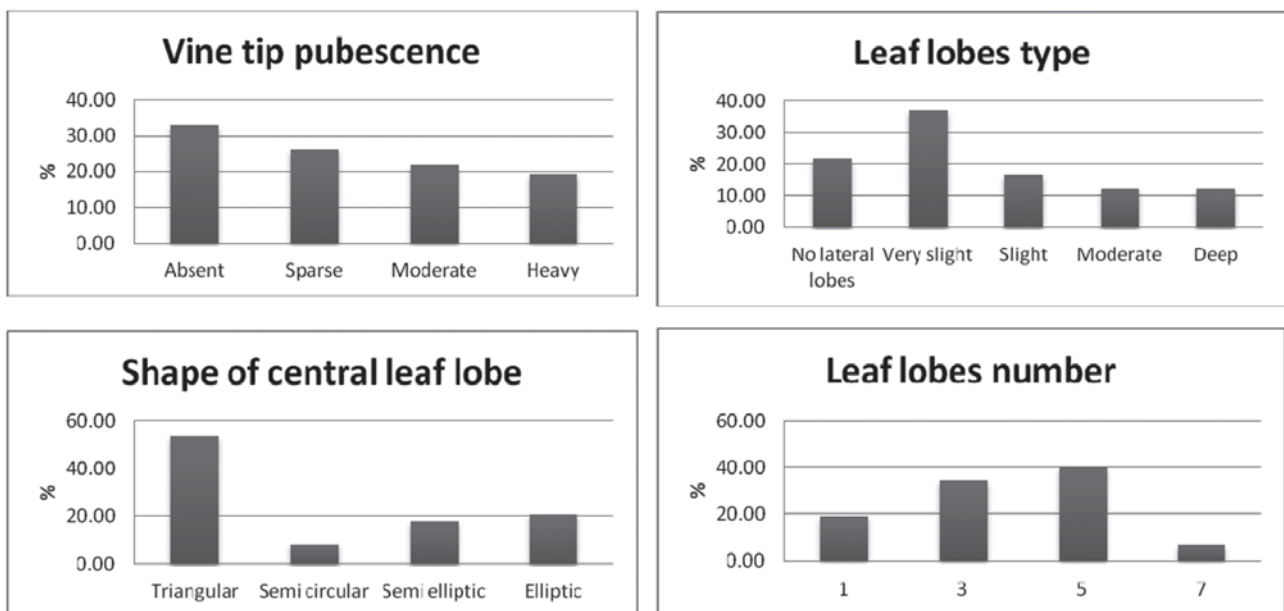 Vine tip pubescence
40.00
30.00
20.00
10.00
0.00
%
Absent Sparse Moderate Heavy
Leaf lobes type
40.00
30.00
20.00
10.00
0.00
%
No lateral lobes Very slight Slight Moderate Deep
Shape of central leaf lobe
60.00
40.00
20.00
0.00
%
Triangular Semi circular Semi elliptic Elliptic
Leaf lobes number
60.00
40.00
20.00
0.00
%
1 3 5 7